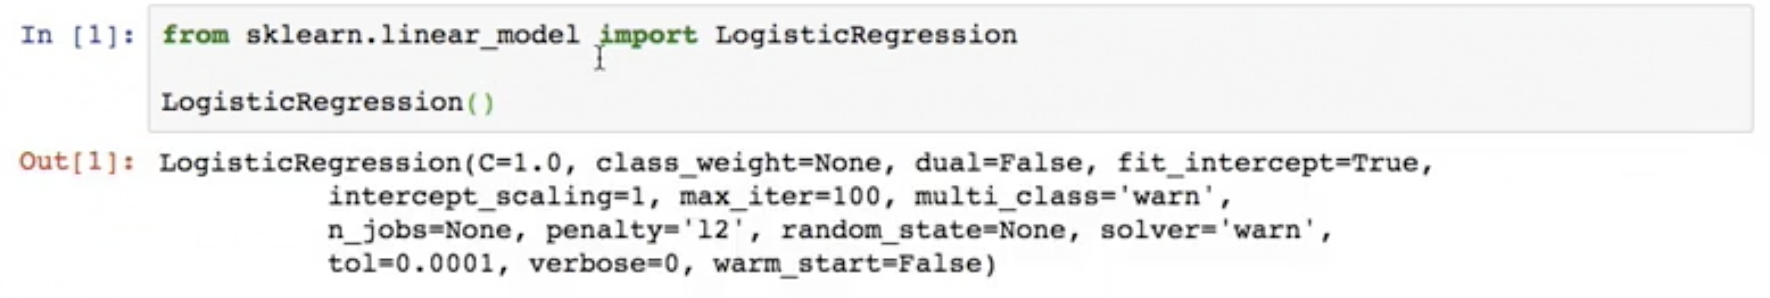 In [1]: from sklearn.linear_model import LogisticRegression
LogisticRegression()
Out[1]: LogisticRegression(C=1.0, class_weight=None, dual=False, fit_intercept=True,
intercept_scaling=1, max_iter=100, multi_class='warn',
n_jobs=None, penalty='l2', random_state=None, solver='warn',
tol=0.0001, verbose=0, warm_start=False)